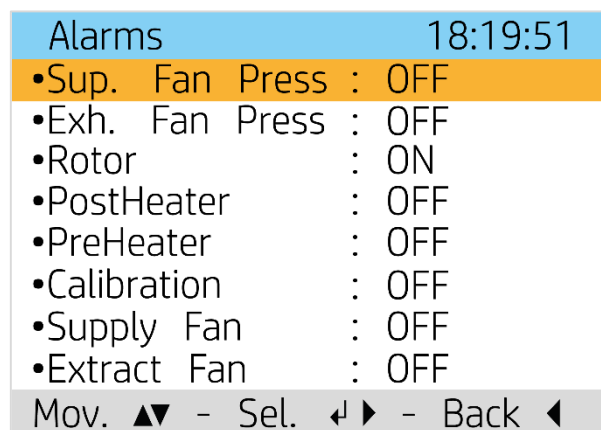 Alarms 18:19:51
•Sup. Fan Press : OFF
•Exh. Fan Press : OFF
•Rotor : ON
•PostHeater : OFF
•PreHeater : OFF
•Calibration : OFF
•Supply Fan : OFF
•Extract Fan : OFF
Mov. ▲▼ - Sel. ↲ ▶ - Back ◀